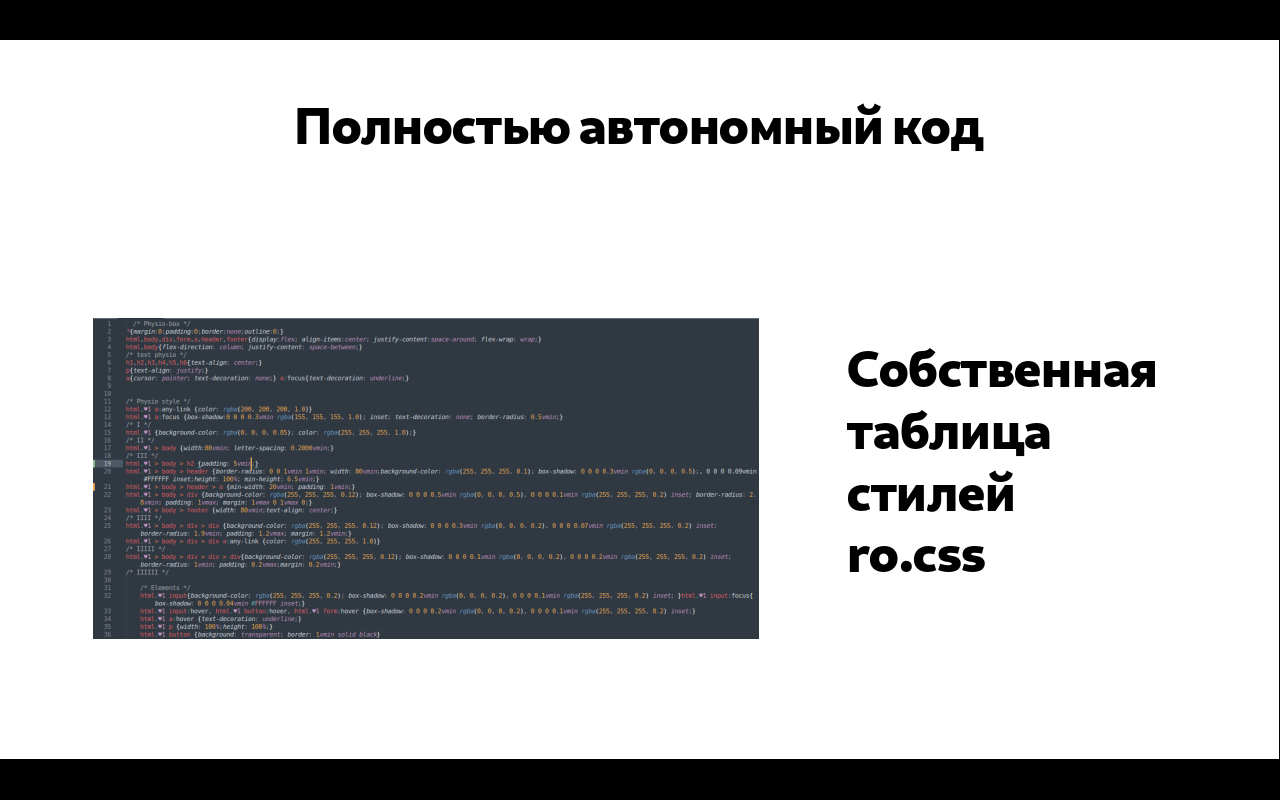 Полностью автономный код
1 /* Physio-box */
2 *{margin:0;padding:0;border:none;outline:0;}
3 html,body,div,form,a,header,footer{display:flex; align-items:center; justify-content:space-around; flex-wrap: wrap;}
4 html,body{flex-direction: column; justify-content: space-between;}
5 /* text physio */
6 h1,h2,h3,h4,h5,h6{text-align: center;}
7 p{text-align: justify;}
8 a{cursor: pointer; text-decoration: none;} a:focus{text-decoration: underline;}
9
10
11 /* Physio style */
12 html.♥1 a:any-link {color: rgba(200, 200, 200, 1.0)}
13 html.♥1 a:focus {box-shadow:0 0 0 0.3vmin rgba(155, 155, 155, 1.0); inset; text-decoration: none; border-radius: 0.5vmin;}
14 /* I */
15 html.♥1 {background-color: rgba(0, 0, 0, 0.85); color: rgba(255, 255, 255, 1.0);}
16 /* II */
17 html.♥1 > body {width:80vmin; letter-spacing: 0.2000vmin;}
18 /* III */
19 html.♥1 > body > h2 {padding: 5vmin;}
20 html.♥1 > body > header {border-radius: 0 0 1vmin 1vmin; width: 80vmin;background-color: rgba(255, 255, 255, 0.1); box-shadow: 0 0 0 0.3vmin rgba(0, 0, 0, 0.5);, 0 0 0 0.09vmin
#FFFFFF inset;height: 100%; min-height: 6.5vmin;}
21 html.♥1 > body > header > a {min-width: 20vmin; padding: 1vmin;}
22 html.♥1 > body > div {background-color: rgba(255, 255, 255, 0.12); box-shadow: 0 0 0 0.5vmin rgba(0, 0, 0, 0.5), 0 0 0 0.1vmin rgba(255, 255, 255, 0.2) inset; border-radius: 2.
8vmin; padding: 1vmax; margin: 1vmax 0 1vmax 0;}
23 html.♥1 > body > footer {width: 80vmin;text-align: center;}
24 /* IIII */
25 html.♥1 > body > div > div {background-color: rgba(255, 255, 255, 0.12); box-shadow: 0 0 0 0.3vmin rgba(0, 0, 0, 0.2), 0 0 0 0.07vmin rgba(255, 255, 255, 0.2) inset;
border-radius: 1.9vmin; padding: 1.2vmax; margin: 1.2vmin;}
26 html.♥1 > body > div > div a:any-link {color: rgba(255, 255, 255, 1.0)}
27 /* IIIII */
28 html.♥1 > body > div > div > div{background-color: rgba(255, 255, 255, 0.12); box-shadow: 0 0 0 0.1vmin rgba(0, 0, 0, 0.2), 0 0 0 0.2vmin rgba(255, 255, 255, 0.2) inset;
border-radius: 1vmin; padding: 0.2vmax;margin: 0.2vmin;}
29 /* IIIIII */
30
31 /* Elements */
32 html.♥1 input{background-color: rgba(255, 255, 255, 0.2); box-shadow: 0 0 0 0.2vmin rgba(0, 0, 0, 0.2), 0 0 0 0.1vmin rgba(255, 255, 255, 0.2) inset; }html.♥1 input:focus{
box-shadow: 0 0 0 0.04vmin #FFFFFF inset;}
33 html.♥1 input:hover, html.♥1 button:hover, html.♥1 form:hover {box-shadow: 0 0 0 0.2vmin rgba(0, 0, 0, 0.2), 0 0 0 0.1vmin rgba(255, 255, 255, 0.2) inset;}
34 html.♥1 a:hover {text-decoration: underline;}
35 html.♥1 p {width: 100%;height: 100%;}
36 html.♥1 button {background: transparent; border: 1vmin solid black}
Собственная
таблица
стилей
ro.css